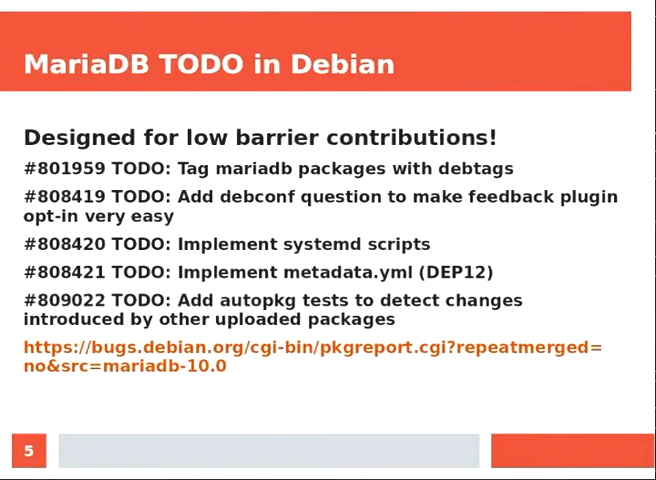 MariaDB TODO in Debian
Designed for low barrier contributions!
#801959 TODO: Tag mariadb packages with debtags
#808419 TODO: Add debconf question to make feedback plugin
opt-in very easy
#808420 TODO: Implement systemd scripts
#808421 TODO: Implement metadata.yml (DEP12)
#809022 TODO: Add autopkg tests to detect changes
introduced by other uploaded packages
https://bugs.debian.org/cgi-bin/pkgreport.cgi?repeatmerged=
no&src=mariadb-10.0
5